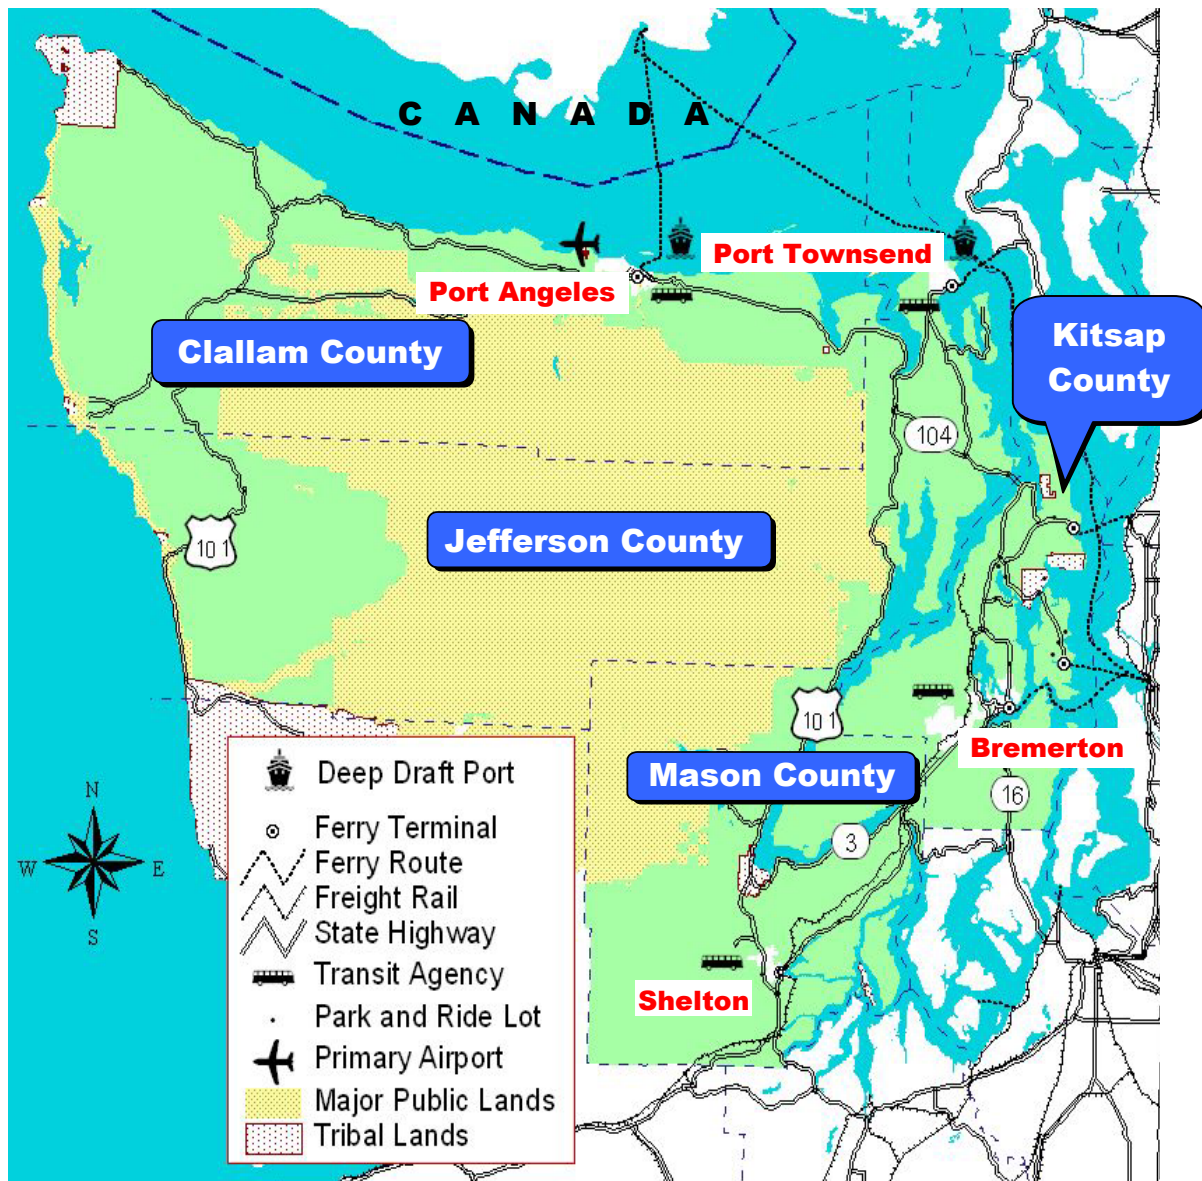 C A N A D A
Port Townsend
Port Angeles
Kitsap
County
Clallam County
104
101
Jefferson County
101
Bremerton
Mason County
16
3
Shelton
N
W
E
S
Deep Draft Port
Ferry Terminal
Ferry Route
Freight Rail
State Highway
Transit Agency
Park and Ride Lot
Primary Airport
Major Public Lands
Tribal Lands